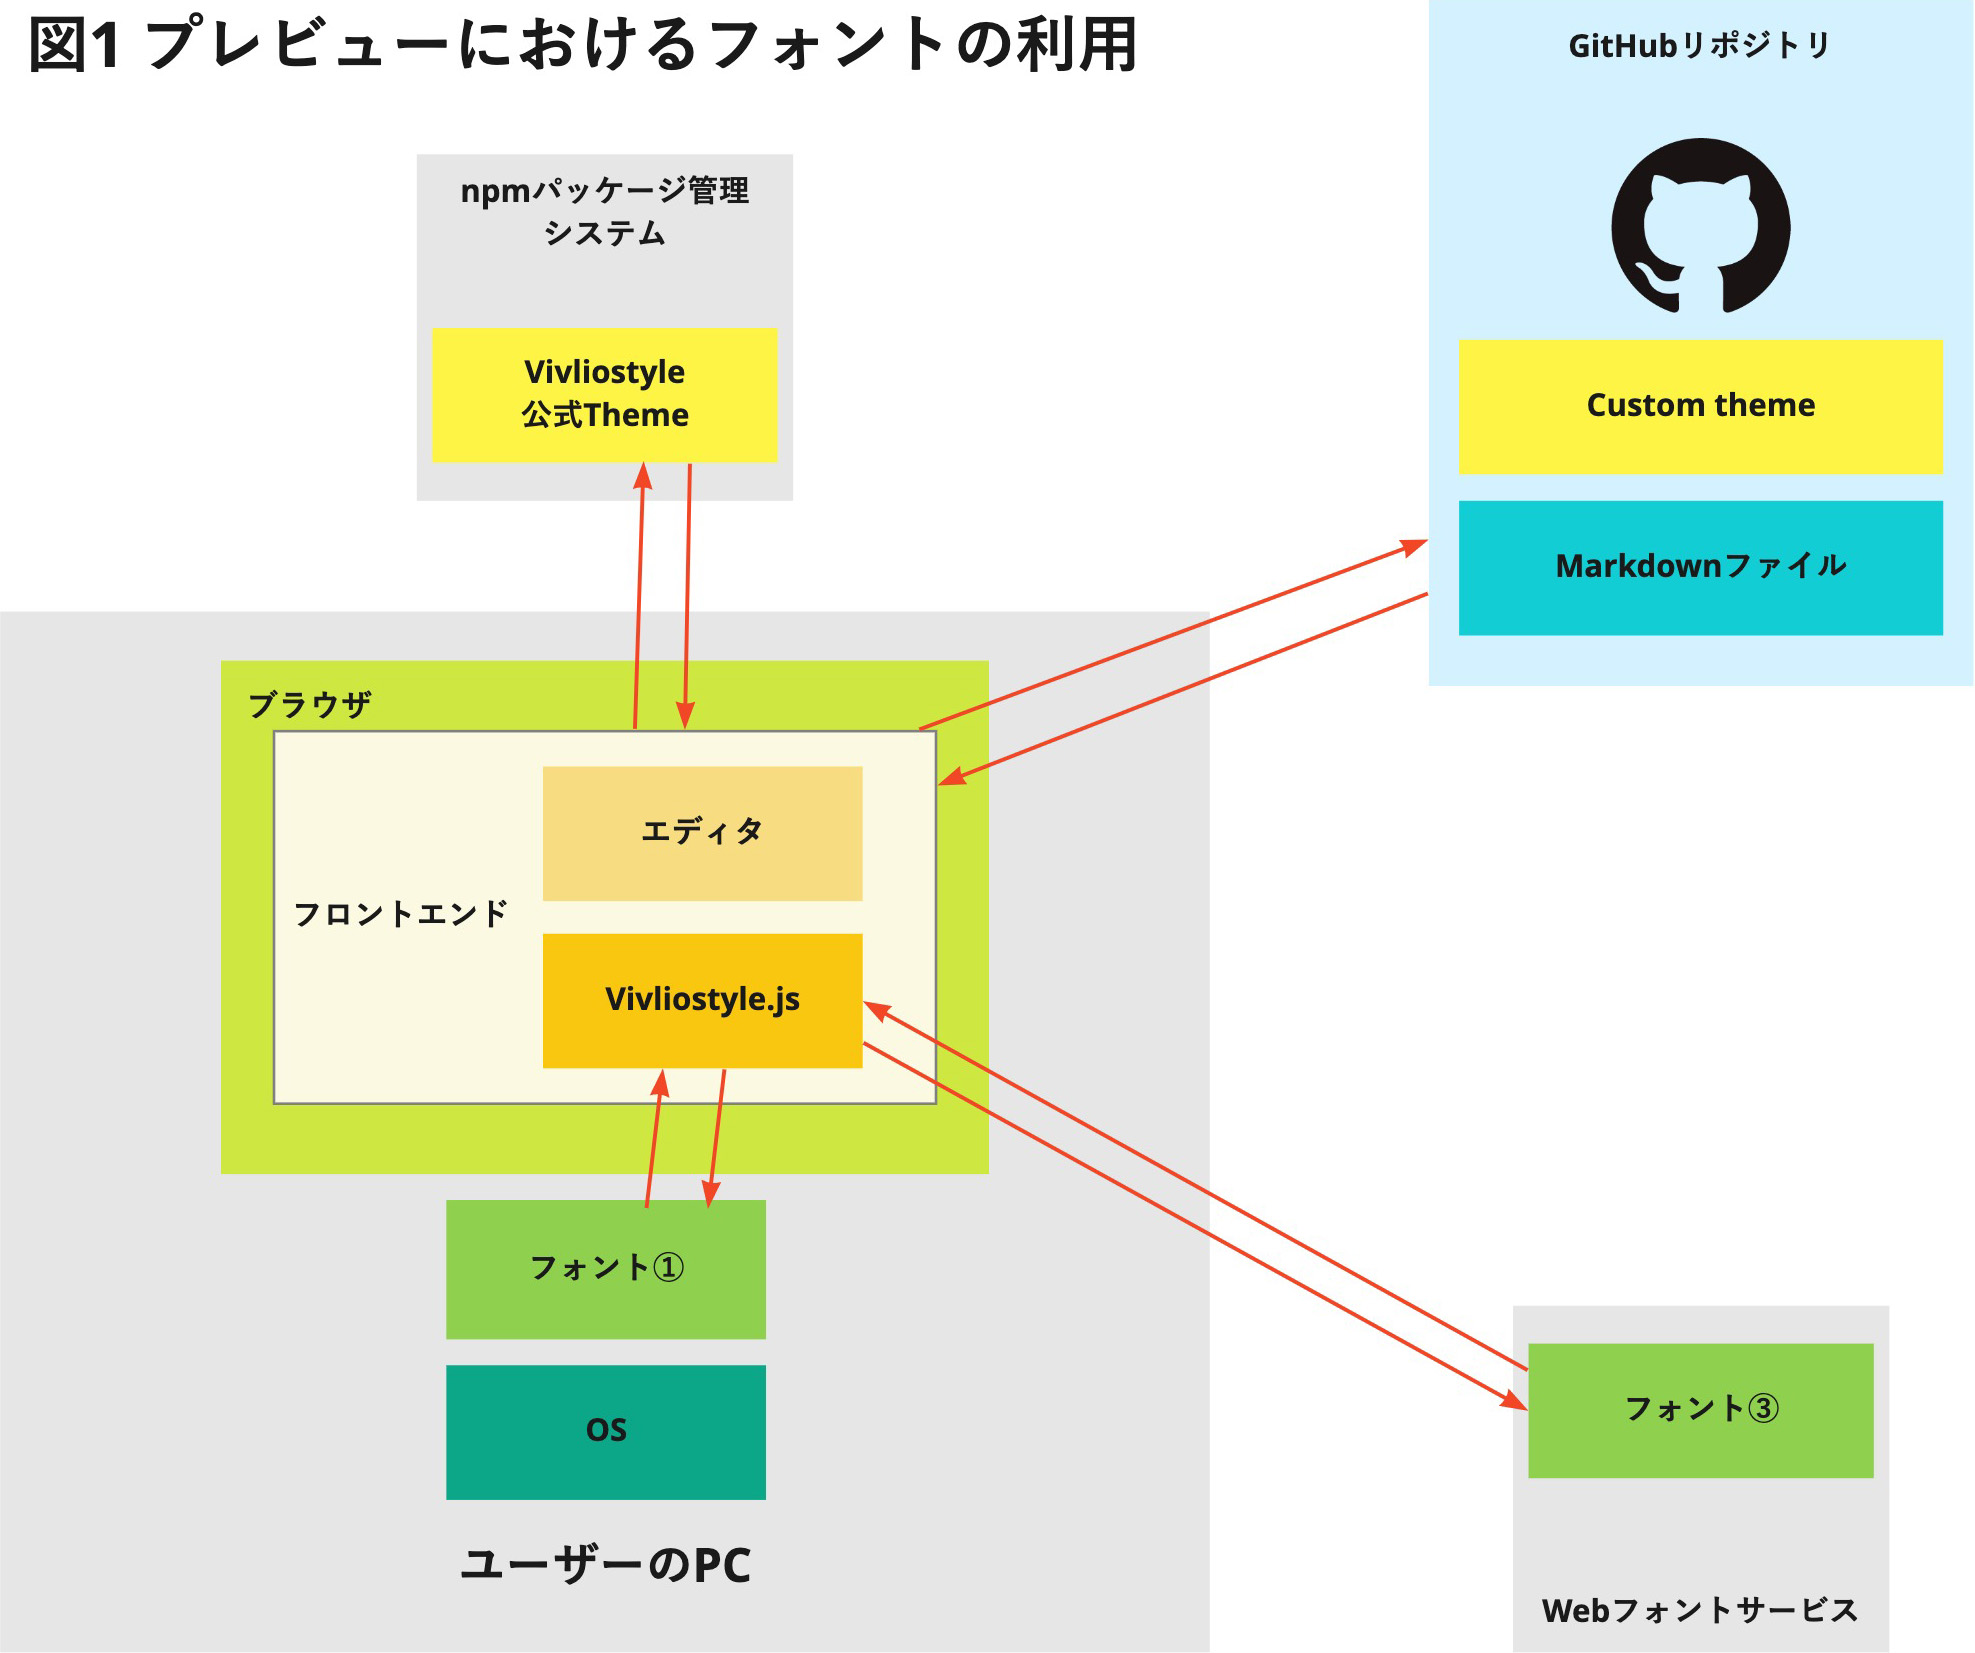 図1 プレビューにおけるフォントの利用
GitHubリポジトリ
npmパッケージ管理
システム
Vivliostyle
公式Theme
Custom theme
Markdownファイル
ブラウザ
エディタ
フロントエンド
Vivliostyle.js
フォント①
OS
ユーザーのPC
フォント③
Webフォントサービス